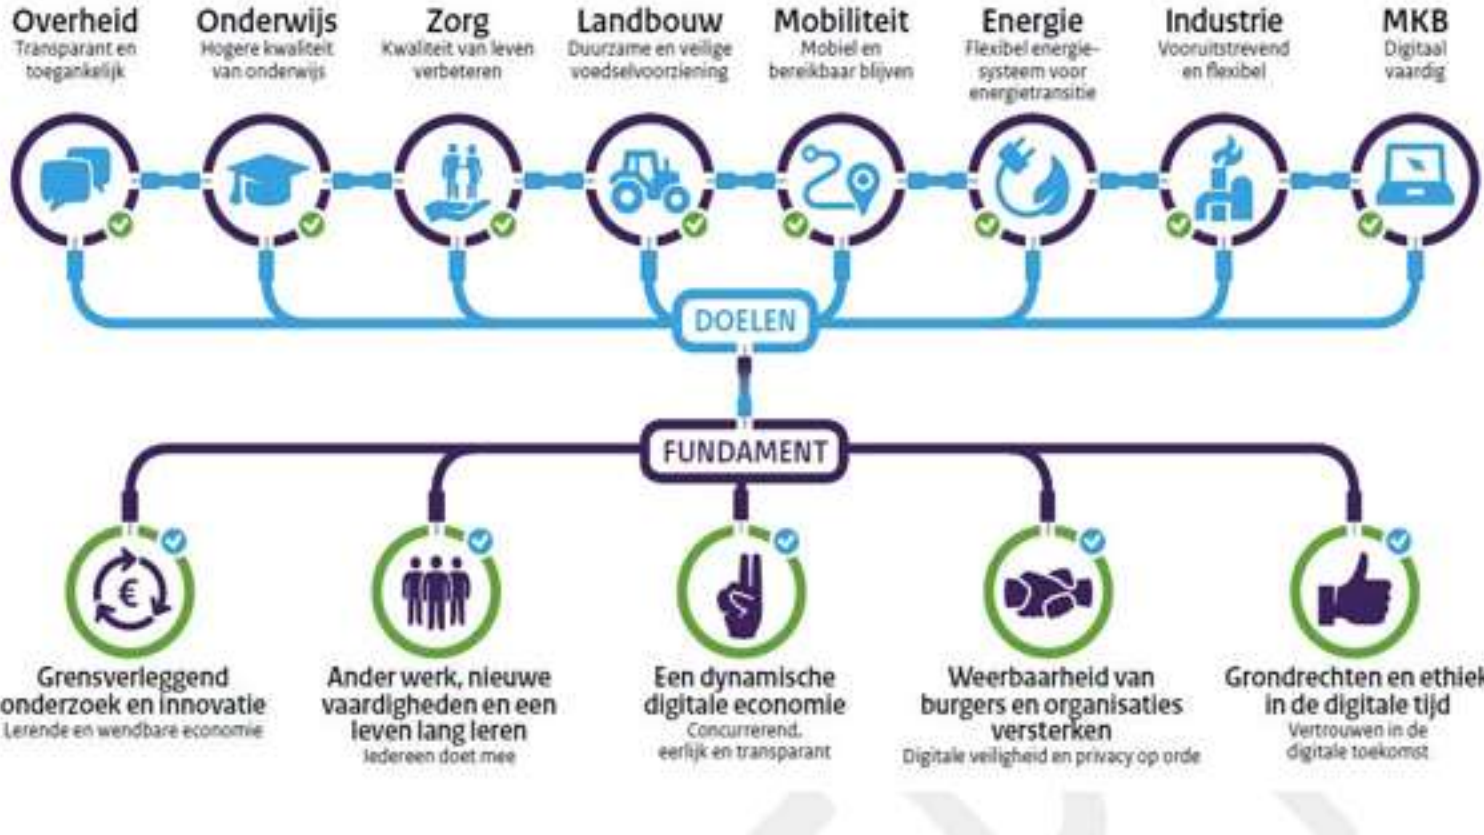 Overheid
Transparant en
toegankelijk
Onderwijs
Hogere kwaliteit
van onderwijs
Zorg
Kwaliteit van leven
verbeteren
Landbouw
Duurzame en veilige
voedselvoorziening
Mobiliteit
Mobiel en
bereikbaar blijven
Energie
Flexibel energie-
systeem voor
energietransitie
Industrie
Vooruitstrevend
en flexibel
MKB
Digitaal
vaardig
DOELEN
FUNDAMENT
€
Grensverleggend
onderzoek en innovatie
Lerende en wendbare economie
Ander werk, nieuwe
vaardigheden en een
leven lang leren
Iedereen doet mee
Een dynamische
digitale economie
Concurrerend,
eerlijk en transparant
Weerbaarheid van
burgers en organisaties
versterken
Digitale veiligheid en privacy op orde
Grondrechten en ethiek
in de digitale tijd
Vertrouwen in de
digitale toekomst